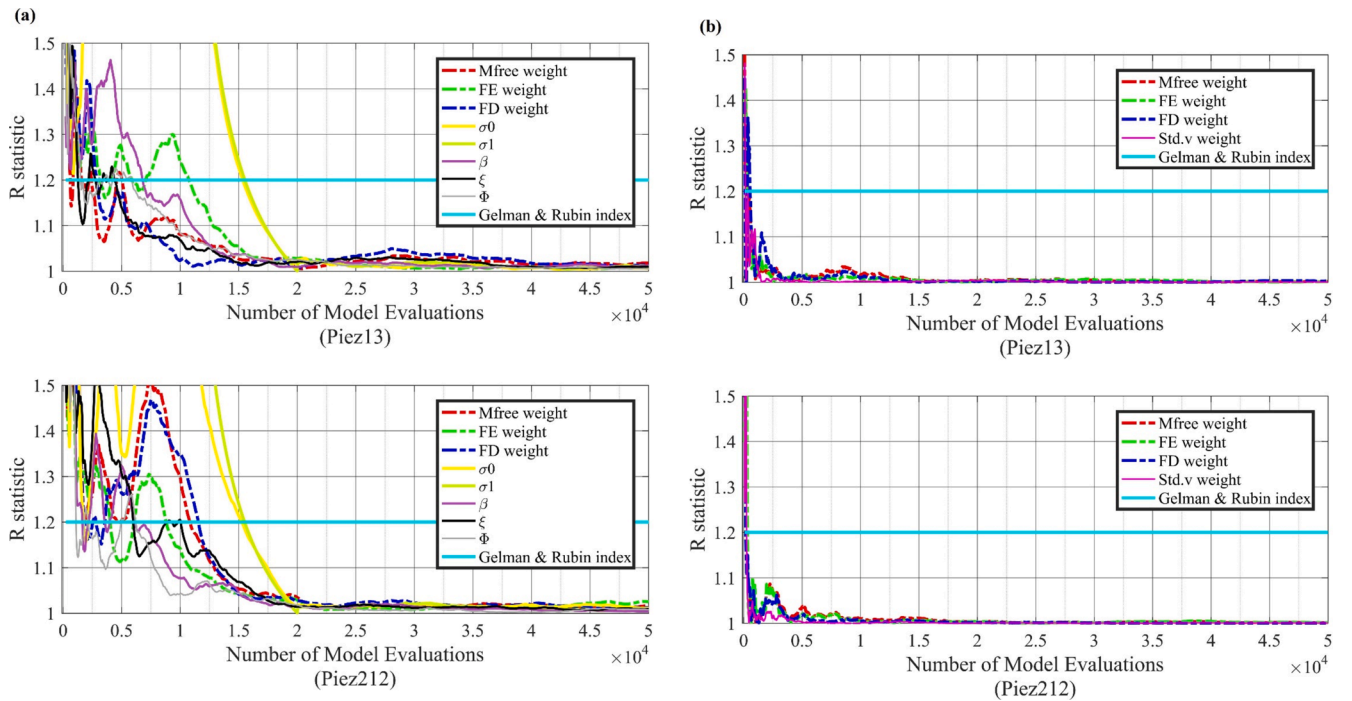 (a)
1.5
1.4
1.3
1.2
1.1
1
R statistic
Mfree weight
FE weight
FD weight
σ0
σ1
β
ξ
Φ
Gelman & Rubin index
0 0.5 1 1.5 2 2.5 3 3.5 4 4.5 5
Number of Model Evaluations ×10⁴
(Piez13)
1.5
1.4
1.3
1.2
1.1
1
R statistic
Mfree weight
FE weight
FD weight
σ0
σ1
β
ξ
Φ
Gelman & Rubin index
0 0.5 1 1.5 2 2.5 3 3.5 4 4.5 5
Number of Model Evaluations ×10⁴
(Piez212)
(b)
1.5
1.4
1.3
1.2
1.1
1
R statistic
Mfree weight
FE weight
FD weight
Std.v weight
Gelman & Rubin index
0 0.5 1 1.5 2 2.5 3 3.5 4 4.5 5
Number of Model Evaluations ×10⁴
(Piez13)
1.5
1.4
1.3
1.2
1.1
1
R statistic
Mfree weight
FE weight
FD weight
Std.v weight
Gelman & Rubin index
0 0.5 1 1.5 2 2.5 3 3.5 4 4.5 5
Number of Model Evaluations ×10⁴
(Piez212)